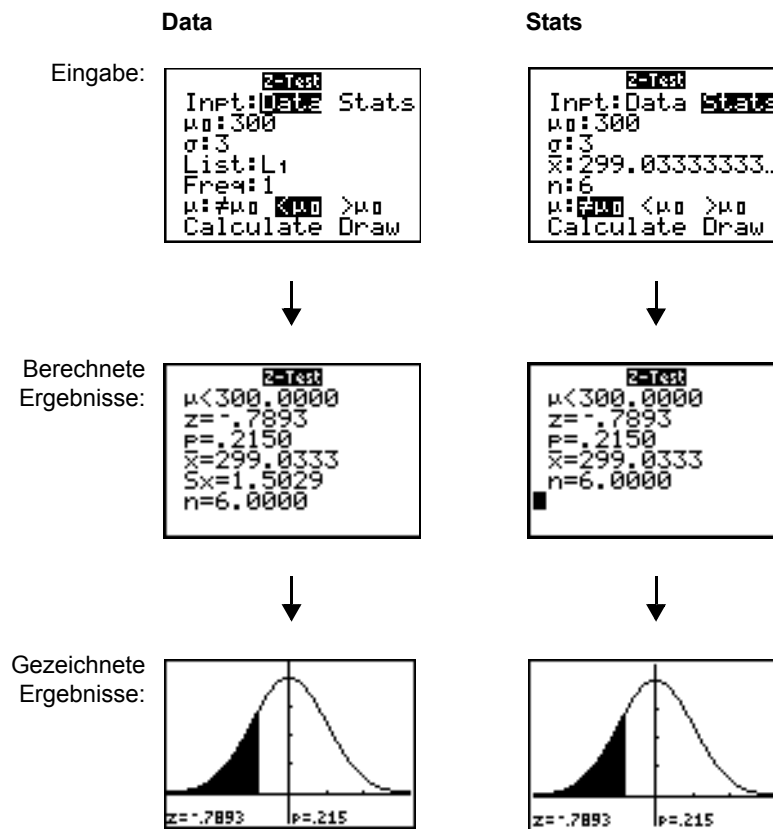 Data
Stats
Eingabe:
Z-Test
Inpt:Data Stats
μ0:300
σ:3
List:L1
Freq:1
μ:≠μ0 <μ0 >μ0
Calculate Draw
Z-Test
Inpt:Data Stats
μ0:300
σ:3
x̄:299.03333333…
n:6
μ:≠μ0 <μ0 >μ0
Calculate Draw
Berechnete
Ergebnisse:
Z-Test
μ<300.0000
z=-.7893
p=.2150
x̄=299.0333
Sx=1.5029
n=6.0000
Z-Test
μ<300.0000
z=-.7893
p=.2150
x̄=299.0333
n=6.0000
Gezeichnete
Ergebnisse:
z=-.7893 p=.215
z=-.7893 p=.215